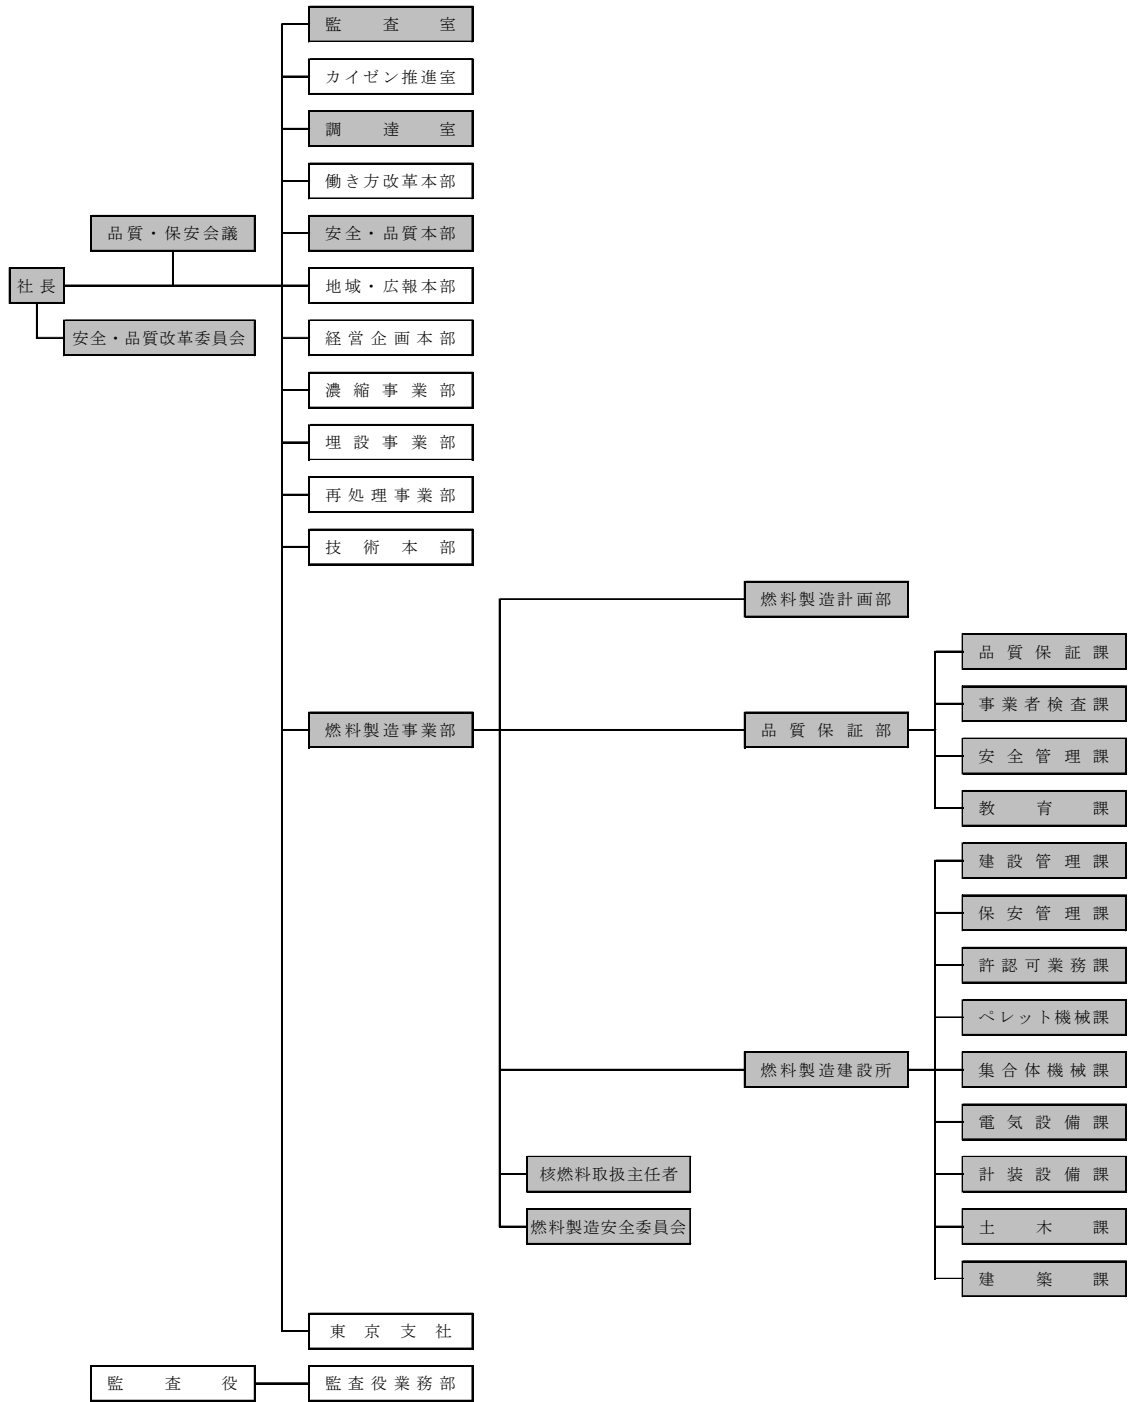 監査室
カイゼン推進室
調達室
働き方改革本部
品質・保安会議
安全・品質本部
社長
地域・広報本部
安全・品質改革委員会
経営企画本部
濃縮事業部
埋設事業部
再処理事業部
技術本部
燃料製造計画部
品質保証課
事業者検査課
燃料製造事業部
品質保証部
安全管理課
教育課
建設管理課
保安管理課
許認可業務課
ペレット機械課
燃料製造建設所
集合体機械課
電気設備課
核燃料取扱主任者
計装設備課
燃料製造安全委員会
土木課
建築課
東京支社
監査役
監査役業務部